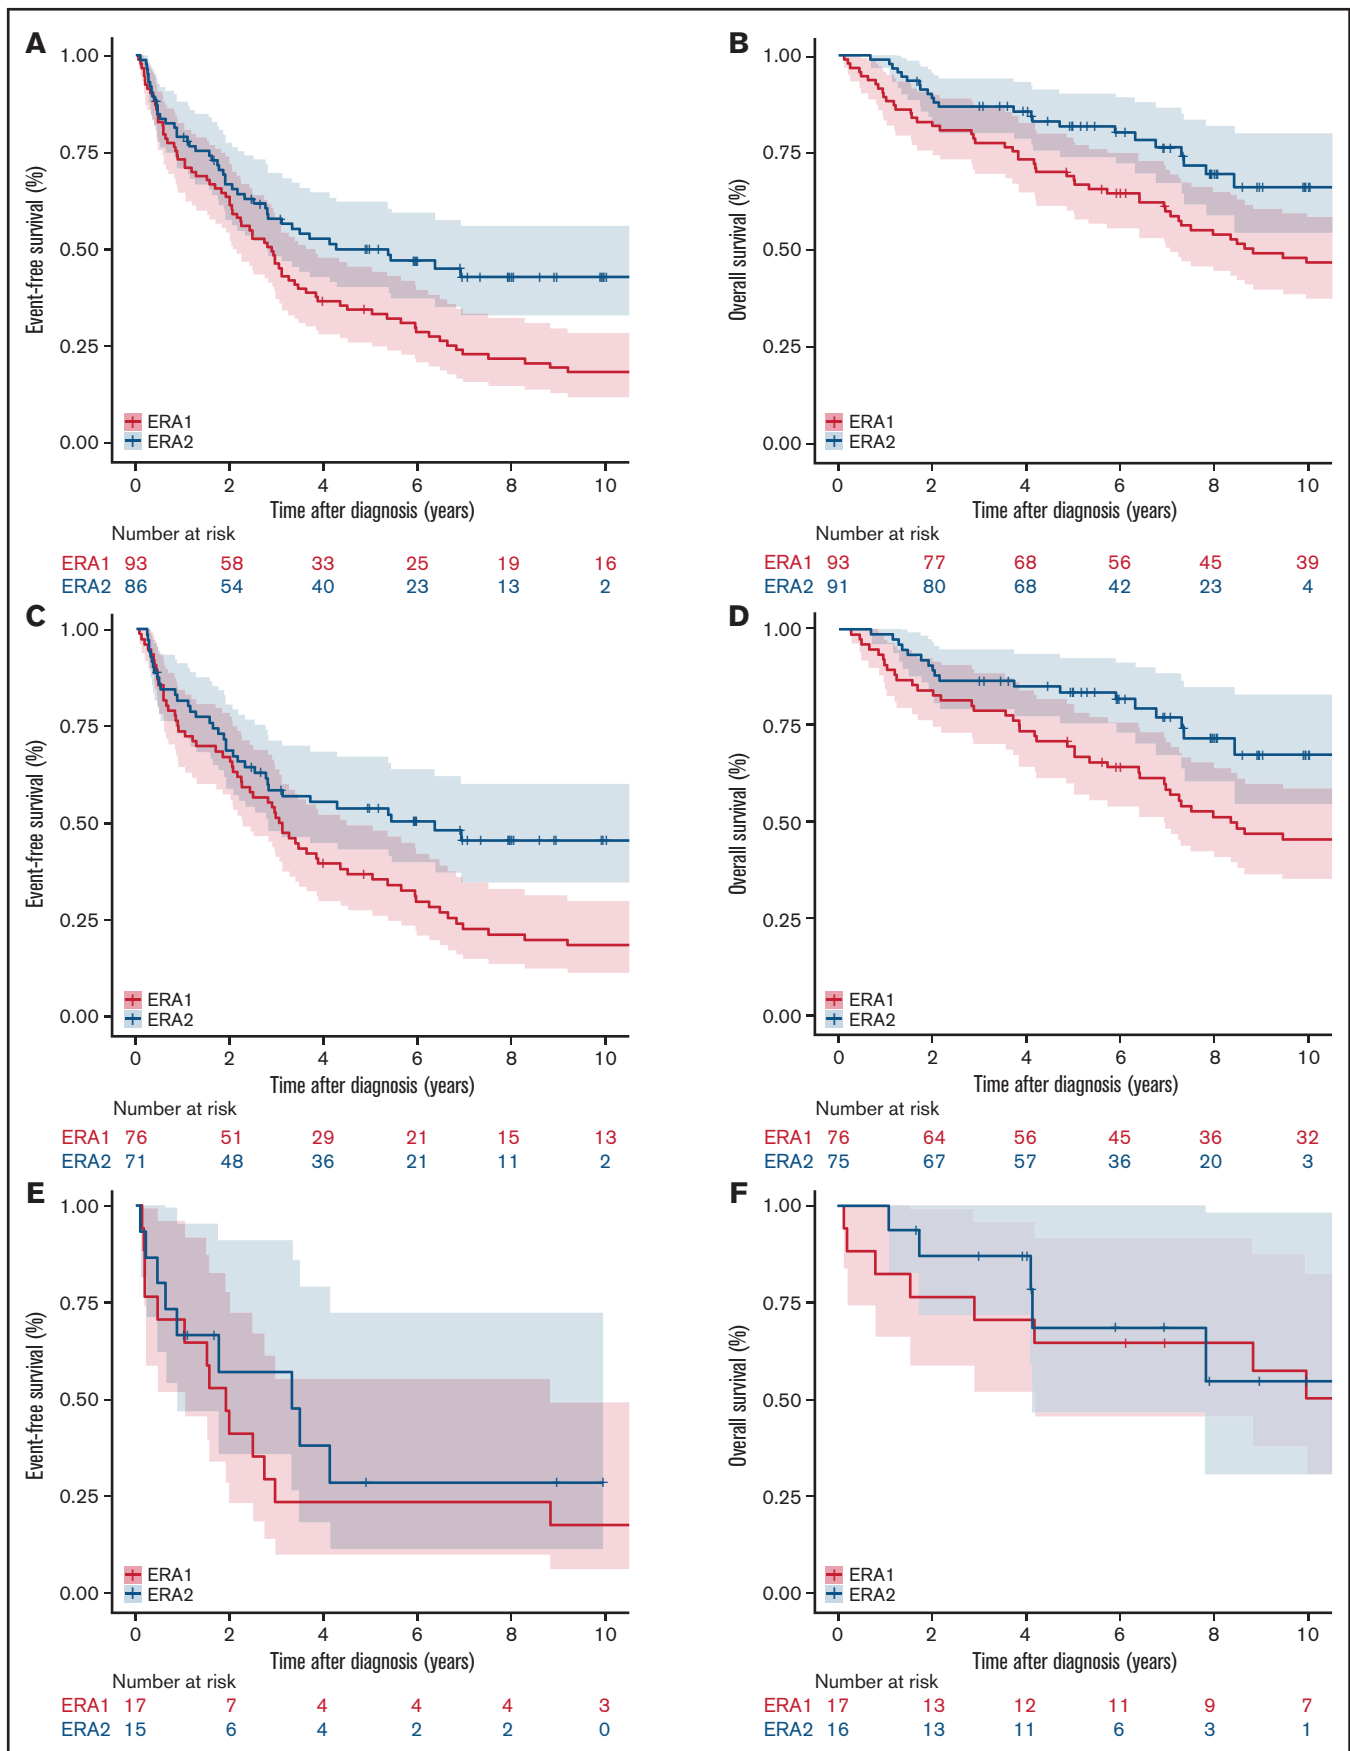 A
Event-free survival (%)
1.00
0.75
0.50
0.25
0.00
ERA1
ERA2
0 2 4 6 8 10
Time after diagnosis (years)
Number at risk
ERA1 93 58 33 25 19 16
ERA2 86 54 40 23 13 2
B
Overall survival (%)
1.00
0.75
0.50
0.25
0.00
ERA1
ERA2
0 2 4 6 8 10
Time after diagnosis (years)
Number at risk
ERA1 93 77 68 56 45 39
ERA2 91 80 68 42 23 4
C
Event-free survival (%)
1.00
0.75
0.50
0.25
0.00
ERA1
ERA2
0 2 4 6 8 10
Time after diagnosis (years)
Number at risk
ERA1 76 51 29 21 15 13
ERA2 71 48 36 21 11 2
D
Overall survival (%)
1.00
0.75
0.50
0.25
0.00
ERA1
ERA2
0 2 4 6 8 10
Time after diagnosis (years)
Number at risk
ERA1 76 64 56 45 36 32
ERA2 75 67 57 36 20 3
E
Event-free survival (%)
1.00
0.75
0.50
0.25
0.00
ERA1
ERA2
0 2 4 6 8 10
Time after diagnosis (years)
Number at risk
ERA1 17 7 4 4 4 3
ERA2 15 6 4 2 2 0
F
Overall survival (%)
1.00
0.75
0.50
0.25
0.00
ERA1
ERA2
0 2 4 6 8 10
Time after diagnosis (years)
Number at risk
ERA1 17 13 12 11 9 7
ERA2 16 13 11 6 3 1